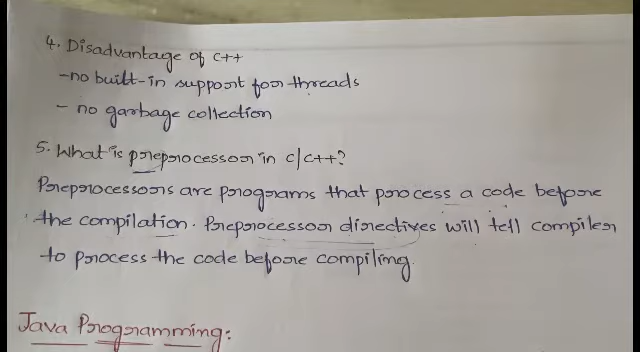 4. Disadvantage of C++
-no built-in support for threads
- no garbage collection
5. What is preprocessor in C/C++?
Preprocessors are programs that process a code before
the compilation. Preprocessor directives will tell compiler
to process the code before compiling.
Java Programming: